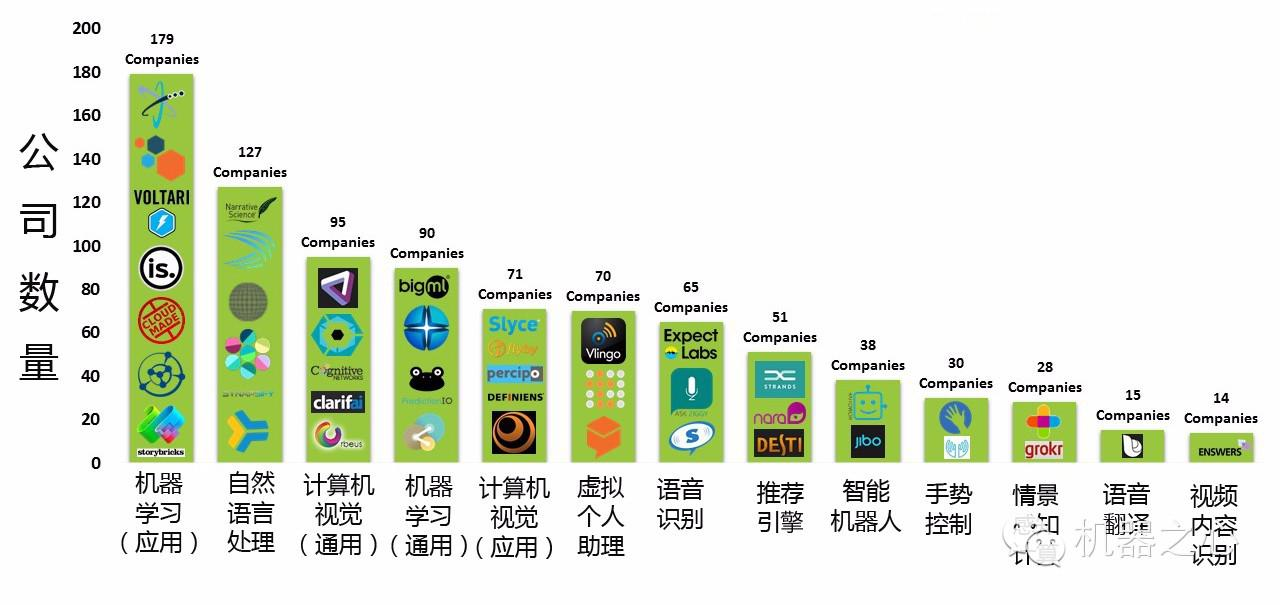 公司数量
200
180
160
140
120
100
80
60
40
20
0
179
Companies
VOLTARI
is.
CLOUD
MADE
storybricks
机器
学习
（应用）
127
Companies
Narrative
Science
自然
语言
处理
95
Companies
Cognitive
NETWORKS
clarifai
Orbeus
计算机
视觉
（通用）
90
Companies
bigml
PredictionIO
机器
学习
（通用）
71
Companies
Slyce
flyby
percipo
DEFINIENS
计算机
视觉
（应用）
70
Companies
Vlingo
虚拟
个人
助理
65
Companies
Expect
Labs
ASK ZIGGY
S
语音
识别
51
Companies
STRANDS
nara
DESTI
推荐
引擎
38
Companies
jibo
智能
机器人
30
Companies
手势
控制
28
Companies
grokr
情景
知
15
Companies
语音
翻译
14
Companies
ENSWERS
视频
内容
识别
机器之心